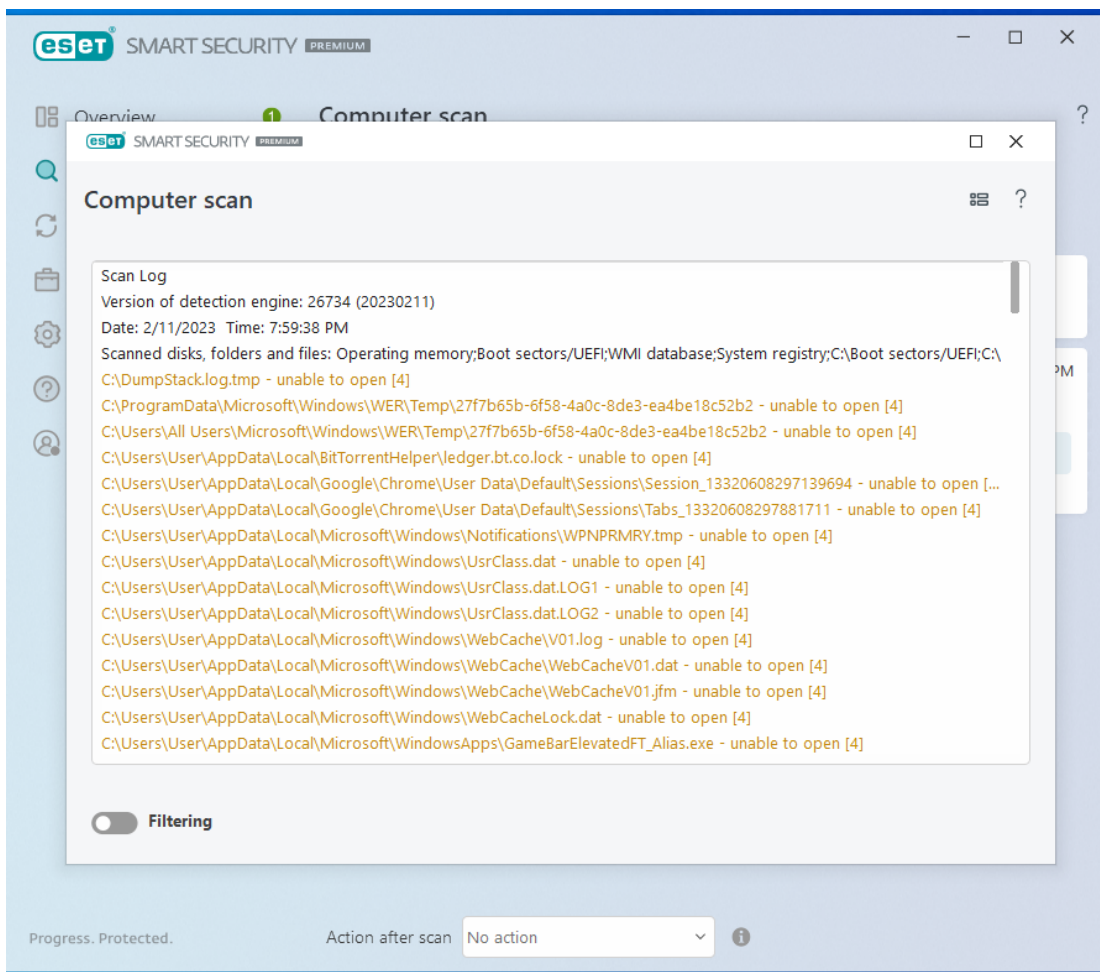 eset® SMART SECURITY PREMIUM
Overview 1 Computer scan ?
eset SMART SECURITY PREMIUM
Computer scan ?
Scan Log
Version of detection engine: 26734 (20230211)
Date: 2/11/2023 Time: 7:59:38 PM
Scanned disks, folders and files: Operating memory;Boot sectors/UEFI;WMI database;System registry;C:\Boot sectors/UEFI;C:\
PM
C:\DumpStack.log.tmp - unable to open [4]
C:\ProgramData\Microsoft\Windows\WER\Temp\27f7b65b-6f58-4a0c-8de3-ea4be18c52b2 - unable to open [4]
C:\Users\All Users\Microsoft\Windows\WER\Temp\27f7b65b-6f58-4a0c-8de3-ea4be18c52b2 - unable to open [4]
C:\Users\User\AppData\Local\BitTorrentHelper\ledger.bt.co.lock - unable to open [4]
C:\Users\User\AppData\Local\Google\Chrome\User Data\Default\Sessions\Session_13320608297139694 - unable to open [...
C:\Users\User\AppData\Local\Google\Chrome\User Data\Default\Sessions\Tabs_13320608297881711 - unable to open [4]
C:\Users\User\AppData\Local\Microsoft\Windows\Notifications\WPNPRMRY.tmp - unable to open [4]
C:\Users\User\AppData\Local\Microsoft\Windows\UsrClass.dat - unable to open [4]
C:\Users\User\AppData\Local\Microsoft\Windows\UsrClass.dat.LOG1 - unable to open [4]
C:\Users\User\AppData\Local\Microsoft\Windows\UsrClass.dat.LOG2 - unable to open [4]
C:\Users\User\AppData\Local\Microsoft\Windows\WebCache\V01.log - unable to open [4]
C:\Users\User\AppData\Local\Microsoft\Windows\WebCache\WebCacheV01.dat - unable to open [4]
C:\Users\User\AppData\Local\Microsoft\Windows\WebCache\WebCacheV01.jfm - unable to open [4]
C:\Users\User\AppData\Local\Microsoft\Windows\WebCacheLock.dat - unable to open [4]
C:\Users\User\AppData\Local\Microsoft\WindowsApps\GameBarElevatedFT_Alias.exe - unable to open [4]
Filtering
Progress. Protected.
Action after scan No action